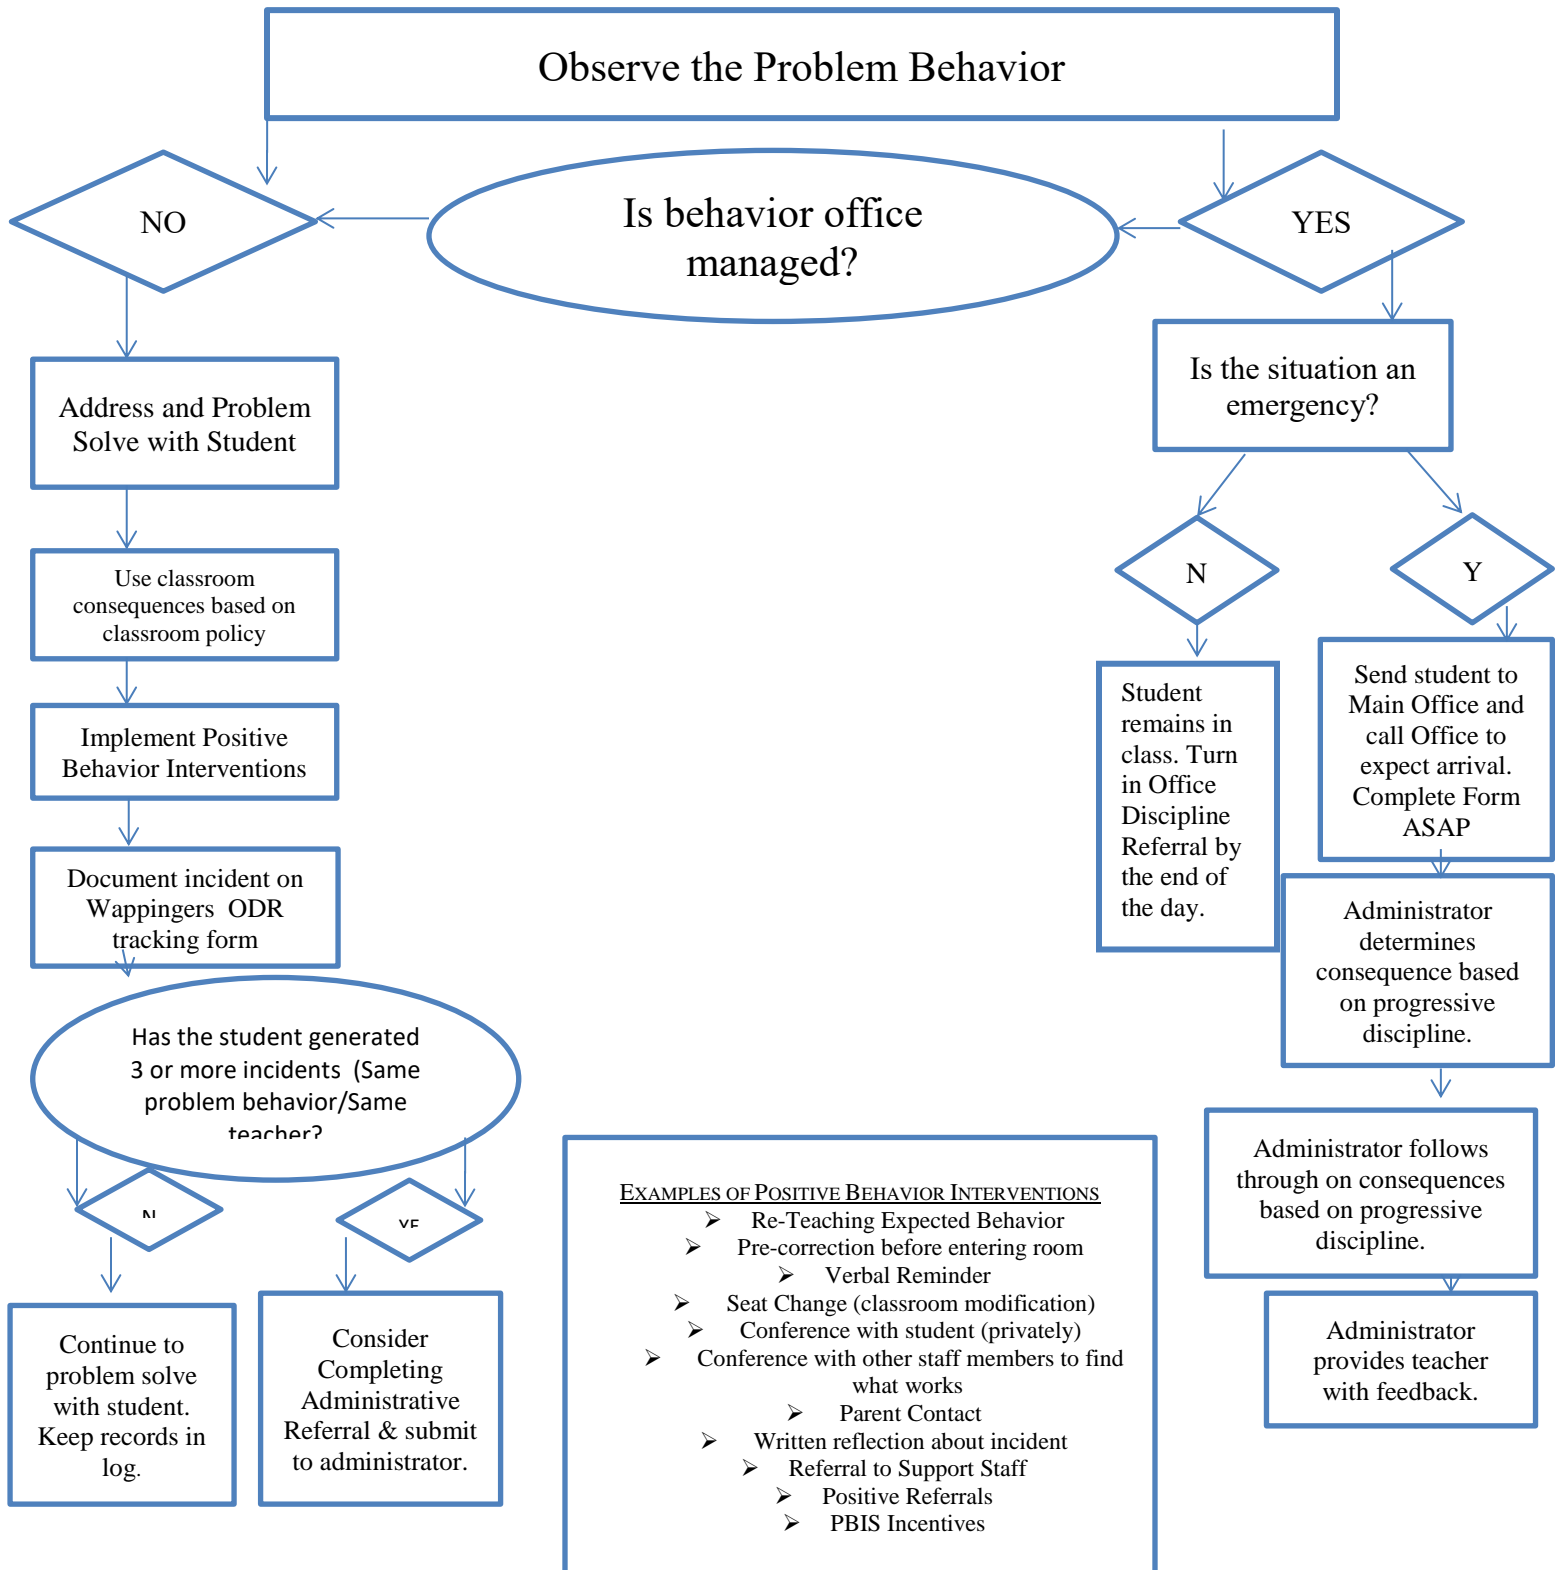 Observe the Problem Behavior
NO
Is behavior office
managed?
YES
Address and Problem
Solve with Student
Is the situation an
emergency?
Use classroom
consequences based on
classroom policy
N
Y
Implement Positive
Behavior Interventions
Student
remains in
class. Turn
in Office
Discipline
Referral by
the end of
the day.
Send student to
Main Office and
call Office to
expect arrival.
Complete Form
ASAP
Document incident on
Wappingers  ODR
tracking form
Administrator
determines
consequence based
on progressive
discipline.
Has the student generated
3 or more incidents  (Same
problem behavior/Same
teacher?
Administrator follows
through on consequences
based on progressive
discipline.
Continue to
problem solve
with student.
Keep records in
log.
Consider
Completing
Administrative
Referral & submit
to administrator.
EXAMPLES OF POSITIVE BEHAVIOR INTERVENTIONS
➢ Re-Teaching Expected Behavior
➢ Pre-correction before entering room
➢ Verbal Reminder
➢ Seat Change (classroom modification)
➢ Conference with student (privately)
➢ Conference with other staff members to find
what works
➢ Parent Contact
➢ Written reflection about incident
➢ Referral to Support Staff
➢ Positive Referrals
➢ PBIS Incentives
Administrator
provides teacher
with feedback.